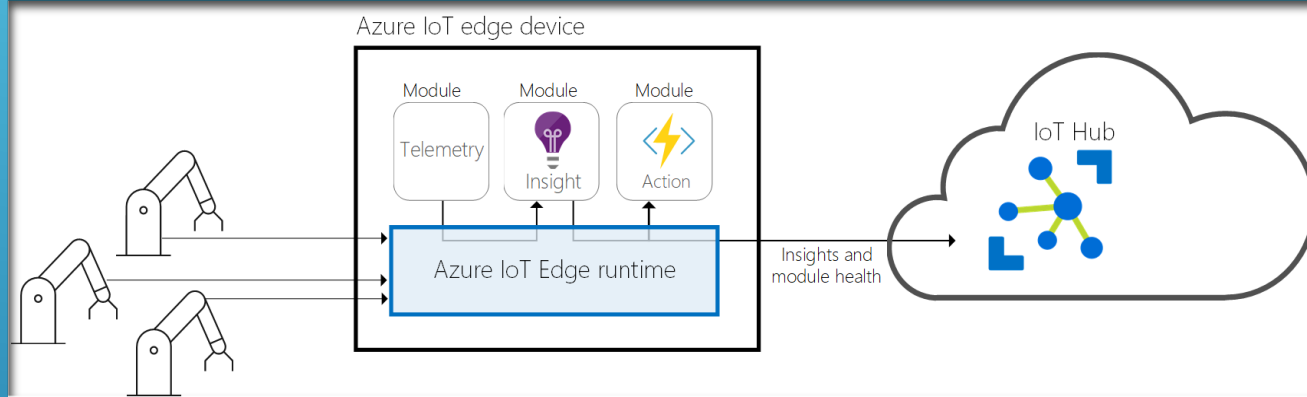 Azure IoT edge device
Module
Module
Module
Telemetry
Insight
Action
IoT Hub
Azure IoT Edge runtime
Insights and
module health